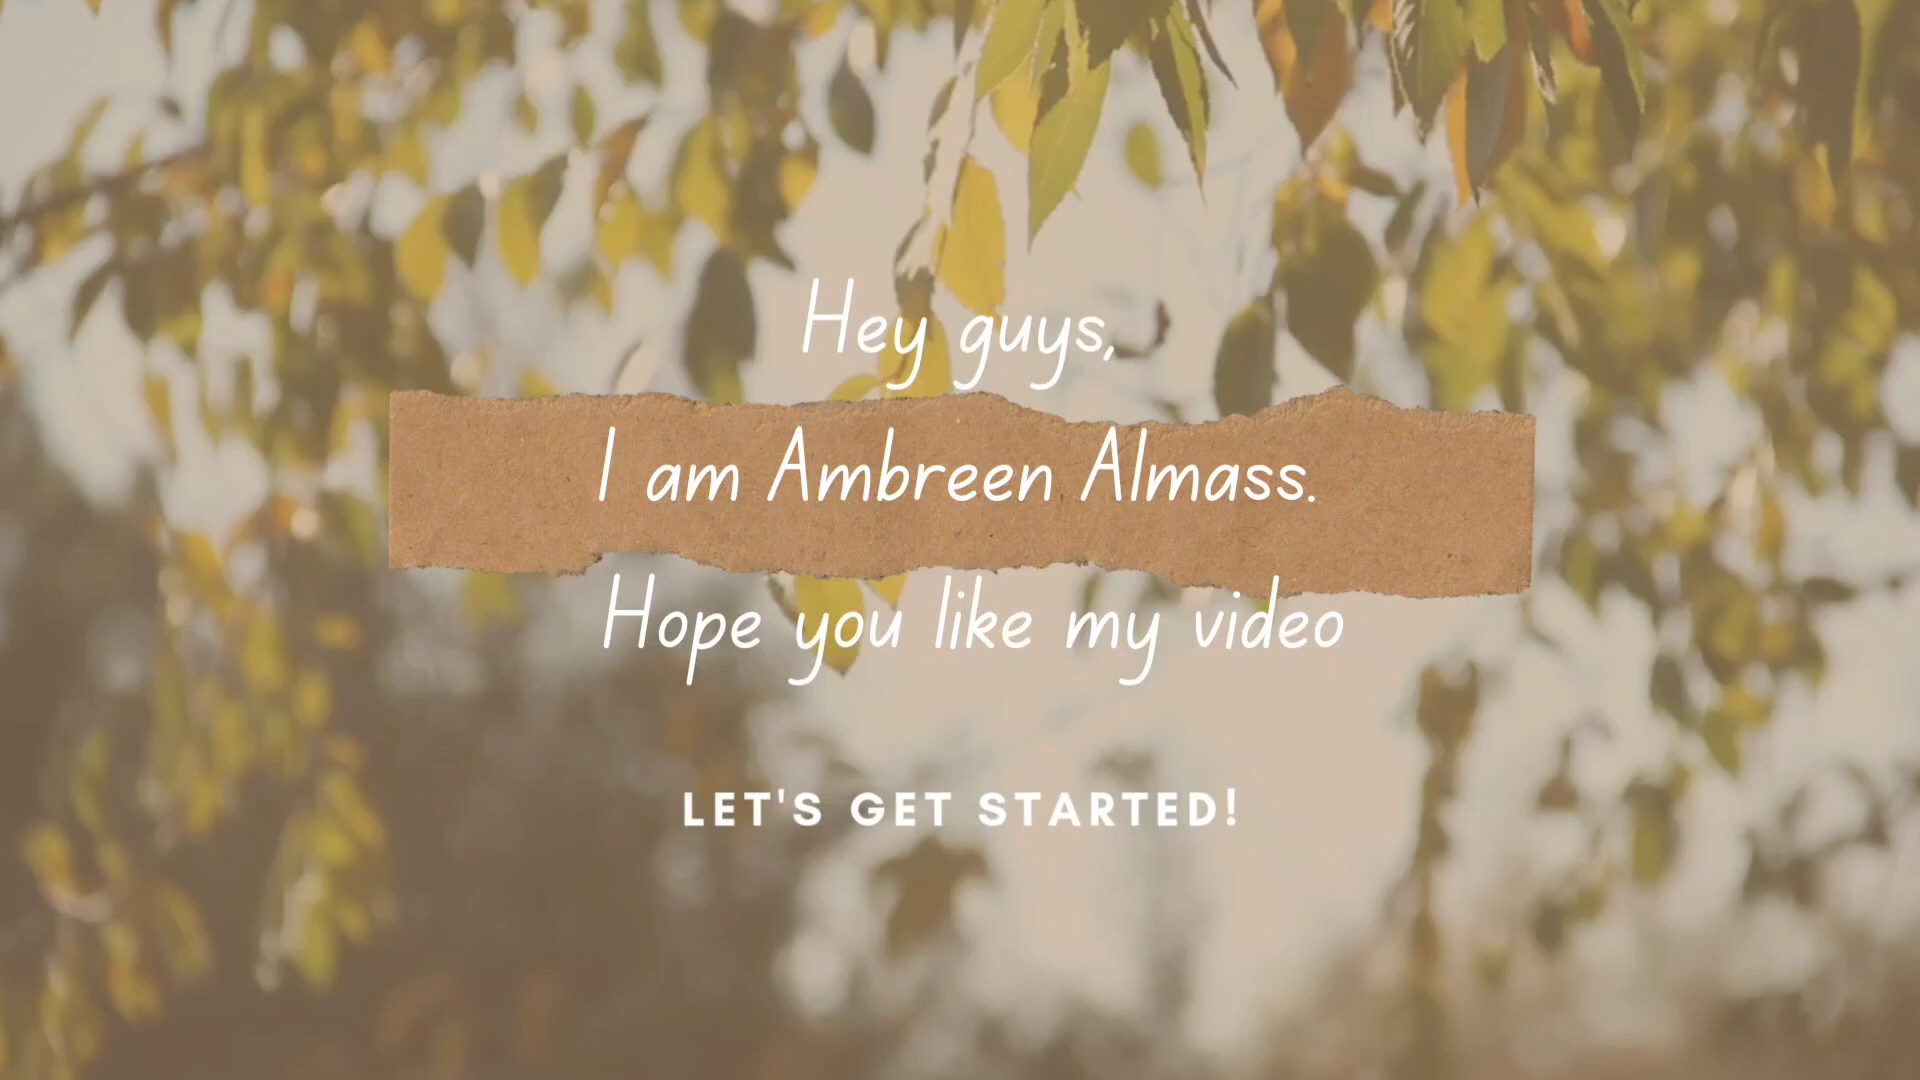 Hey guys,
I am Ambreen Almass.
Hope you like my video
LET'S GET STARTED!